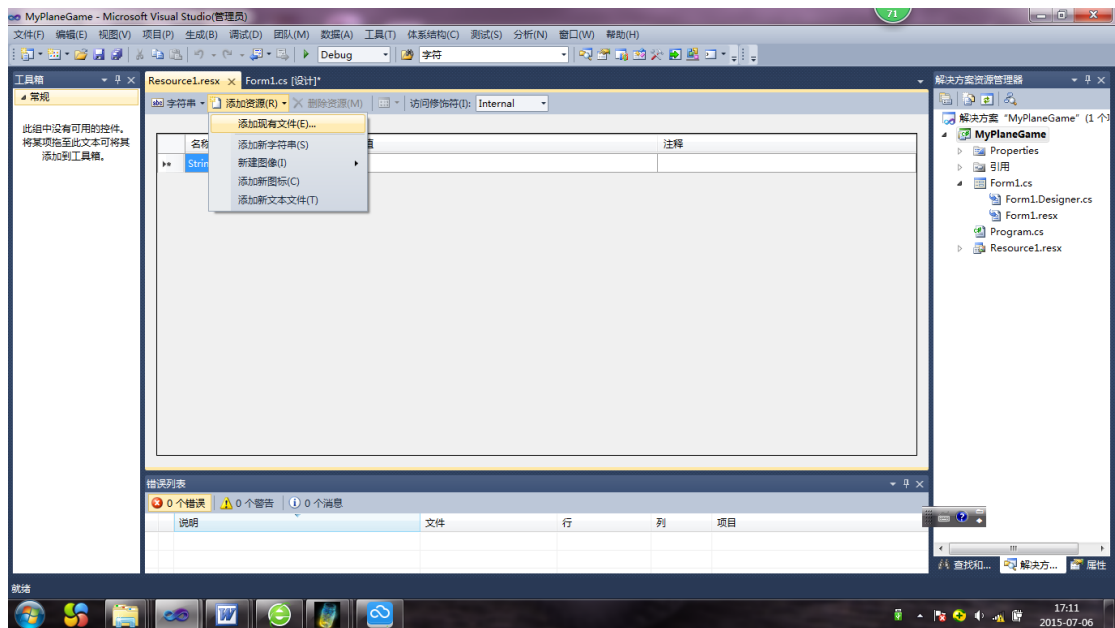 MyPlaneGame - Microsoft Visual Studio(管理员)
71
文件(F) 编辑(E) 视图(V) 项目(P) 生成(B) 调试(D) 团队(M) 数据(A) 工具(T) 体系结构(C) 测试(S) 分析(N) 窗口(W) 帮助(H)
Debug 字符
工具箱
常规
此组中没有可用的控件。
将某项拖至此文本可将其
添加到工具箱。
Resource1.resx Form1.cs [设计]*
字符串 添加资源(R) 删除资源(M) 访问修饰符(I): Internal
添加现有文件(E)...
添加新字符串(S)
新建图像(I)
添加新图标(C)
添加新文本文件(T)
注释
解决方案资源管理器
解决方案 "MyPlaneGame" (1 个
MyPlaneGame
Properties
引用
Form1.cs
Form1.Designer.cs
Form1.resx
Program.cs
Resource1.resx
错误列表
0 个错误 0 个警告 0 个消息
说明 文件 行 列 项目
查找和... 解决方... 属性
就绪
17:11
2015-07-06